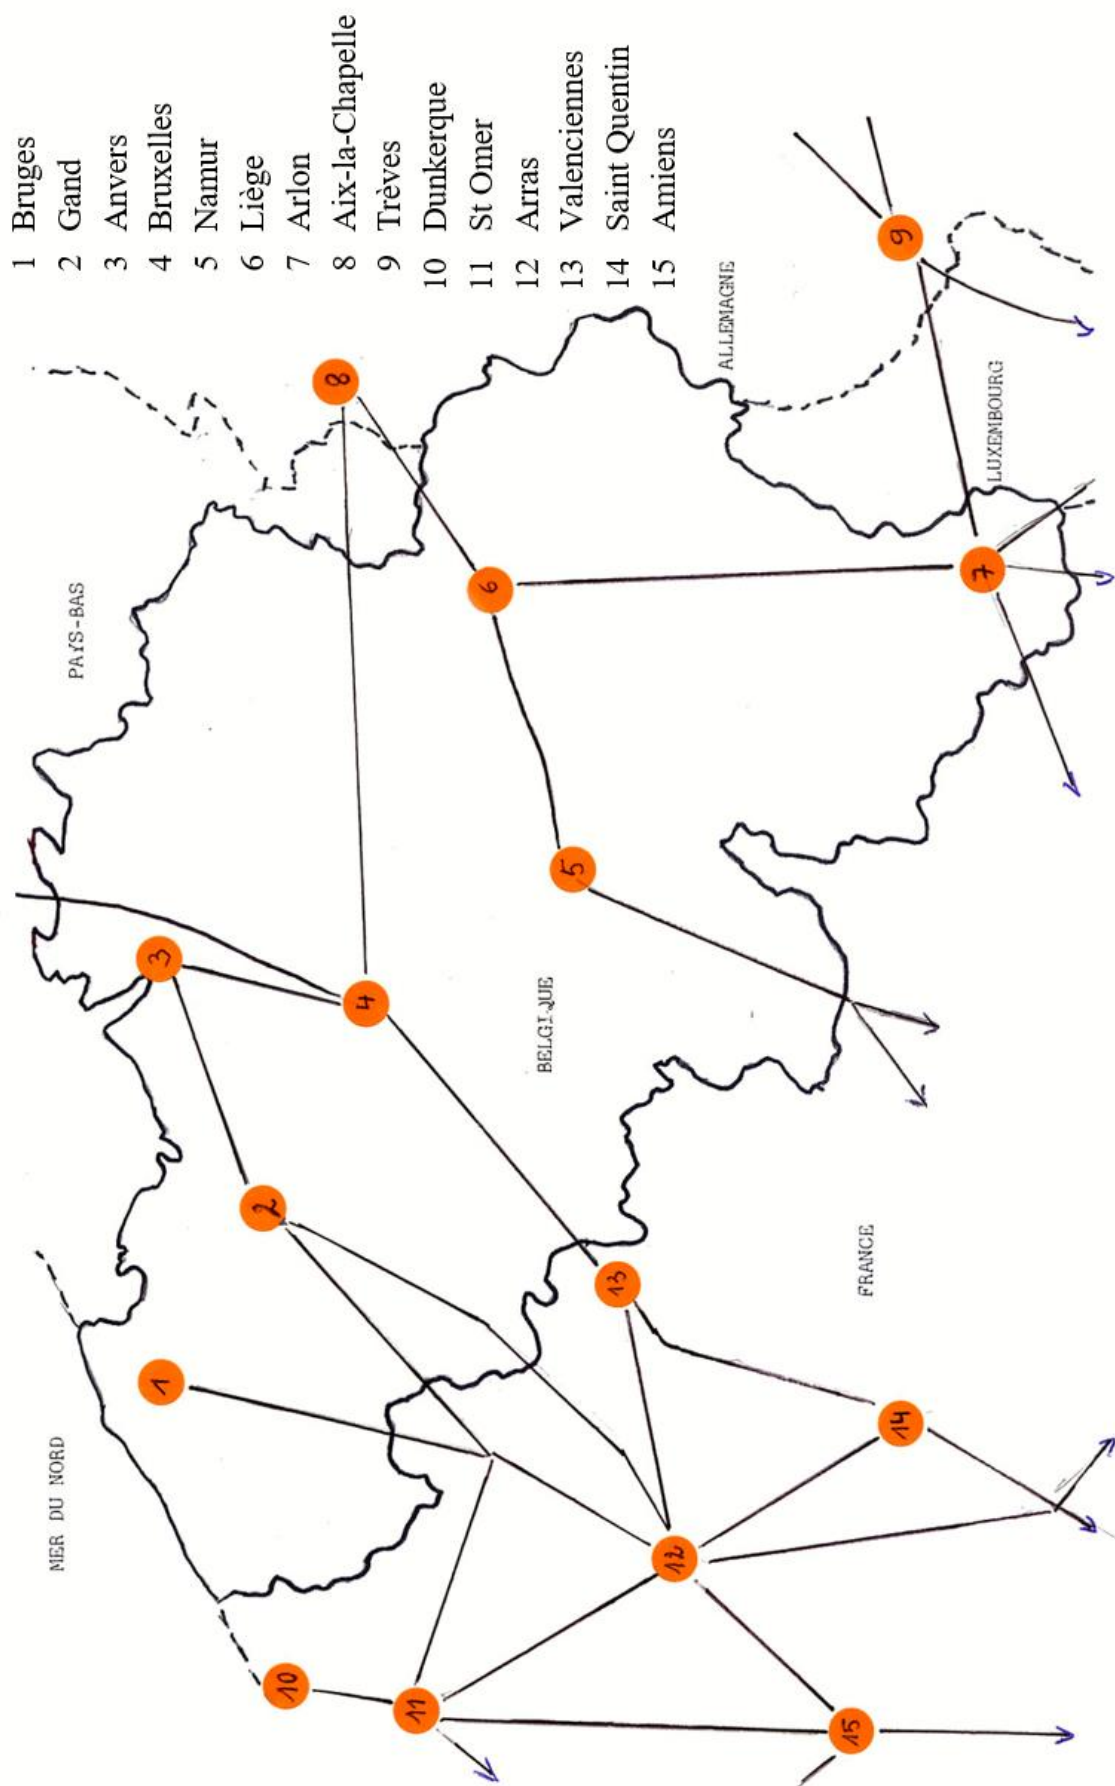 1 Bruges
2 Gand
3 Anvers
4 Bruxelles
5 Namur
6 Liège
7 Arlon
8 Aix-la-Chapelle
9 Trèves
10 Dunkerque
11 St Omer
12 Arras
13 Valenciennes
14 Saint Quentin
15 Amiens
MER DU NORD
PAYS-BAS
BELGIQUE
ALLEMAGNE
LUXEMBOURG
FRANCE
1
2
3
4
5
6
7
8
9
10
11
12
13
14
15